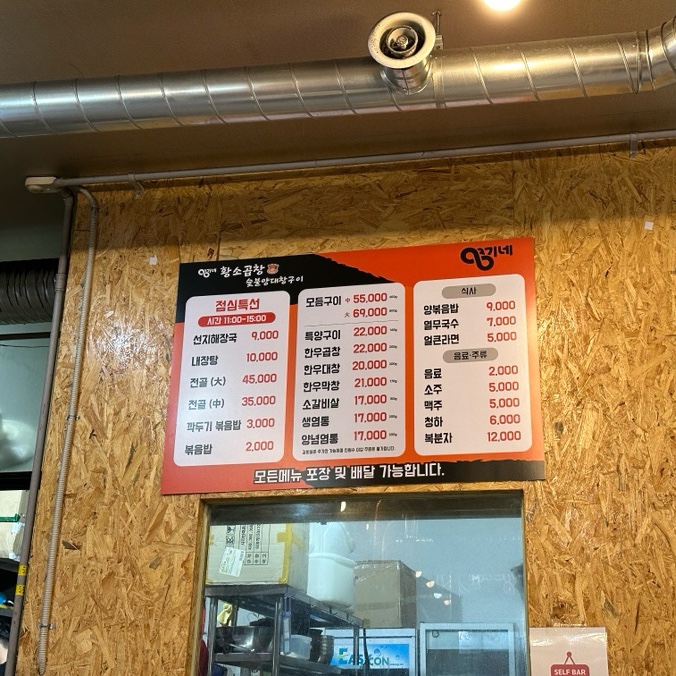 황소곱창
숯불양대창구이
점심특선
시간 11:00-15:00
선지해장국 9,000
내장탕 10,000
전골 (大) 45,000
전골 (中) 35,000
깍두기 볶음밥 3,000
볶음밥 2,000
모듬구이 中 55,000
大 69,000
특양구이 22,000
한우곱창 22,000
한우대창 20,000
한우막창 21,000
소갈비살 17,000
생염통 17,000
양념염통 17,000
기네
식사
양볶음밥 9,000
열무국수 7,000
얼큰라면 5,000
음료·주류
음료 2,000
소주 5,000
맥주 5,000
청하 6,000
복분자 12,000
모든메뉴 포장 및 배달 가능합니다.
SELF BAR